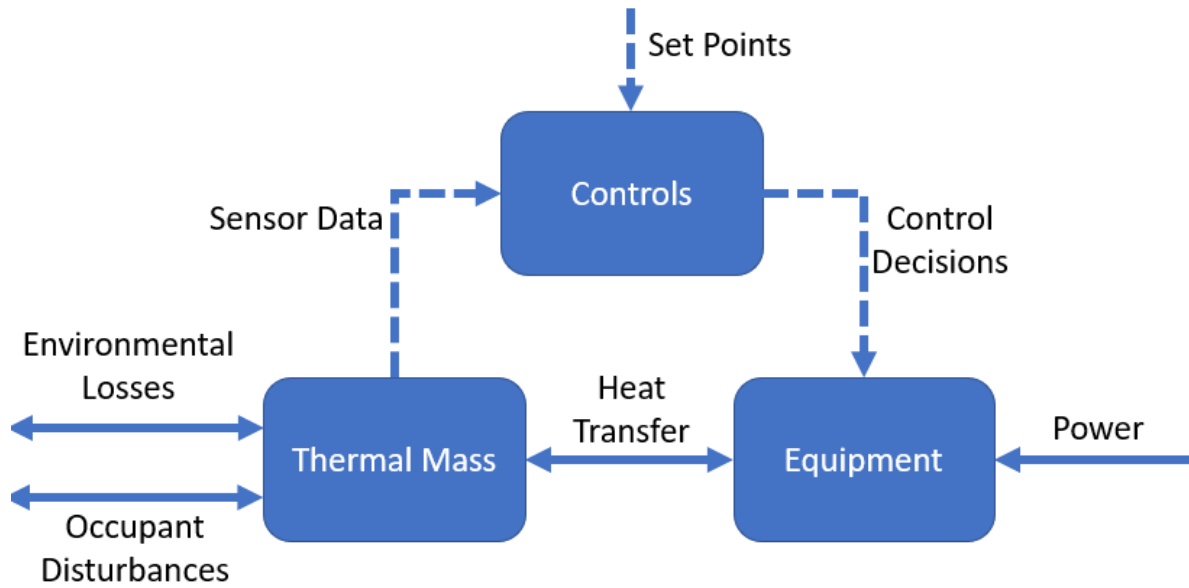 Set Points
Controls
Sensor Data
Control
Decisions
Environmental
Losses
Heat
Transfer
Power
Thermal Mass
Equipment
Occupant
Disturbances